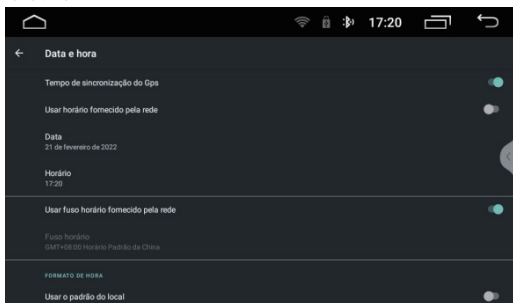 17:20
Data e hora
Tempo de sincronização do Gps
Usar horário fornecido pela rede
Data
21 de fevereiro de 2022
Horário
17:20
Usar fuso horário fornecido pela rede
Fuso horário
GMT+08:00 Horário Padrão da China
FORMATO DE HORA
Usar o padrão do local